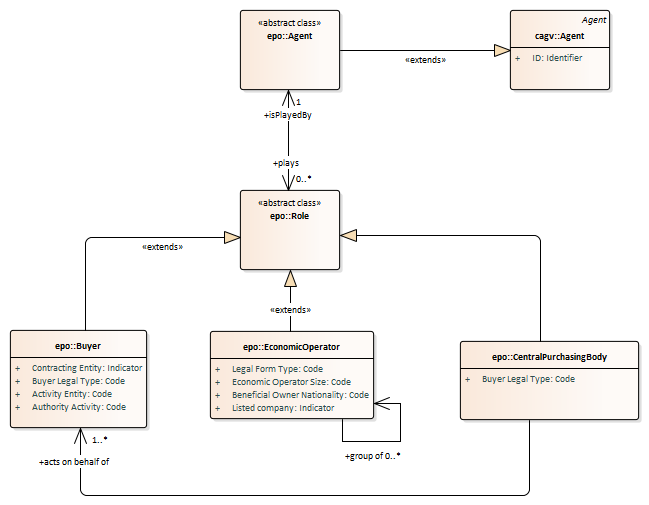 «abstract class»
epo::Agent
Agent
cagv::Agent
+ ID: Identifier
«extends»
1
+isPlayedBy
+plays
0..*
«abstract class»
epo::Role
«extends»
«extends»
epo::Buyer
+ Contracting Entity: Indicator
+ Buyer Legal Type: Code
+ Activity Entity: Code
+ Authority Activity: Code
epo::EconomicOperator
+ Legal Form Type: Code
+ Economic Operator Size: Code
+ Beneficial Owner Nationality: Code
+ Listed company: Indicator
epo::CentralPurchasingBody
+ Buyer Legal Type: Code
1..*
+acts on behalf of
+group of 0..*